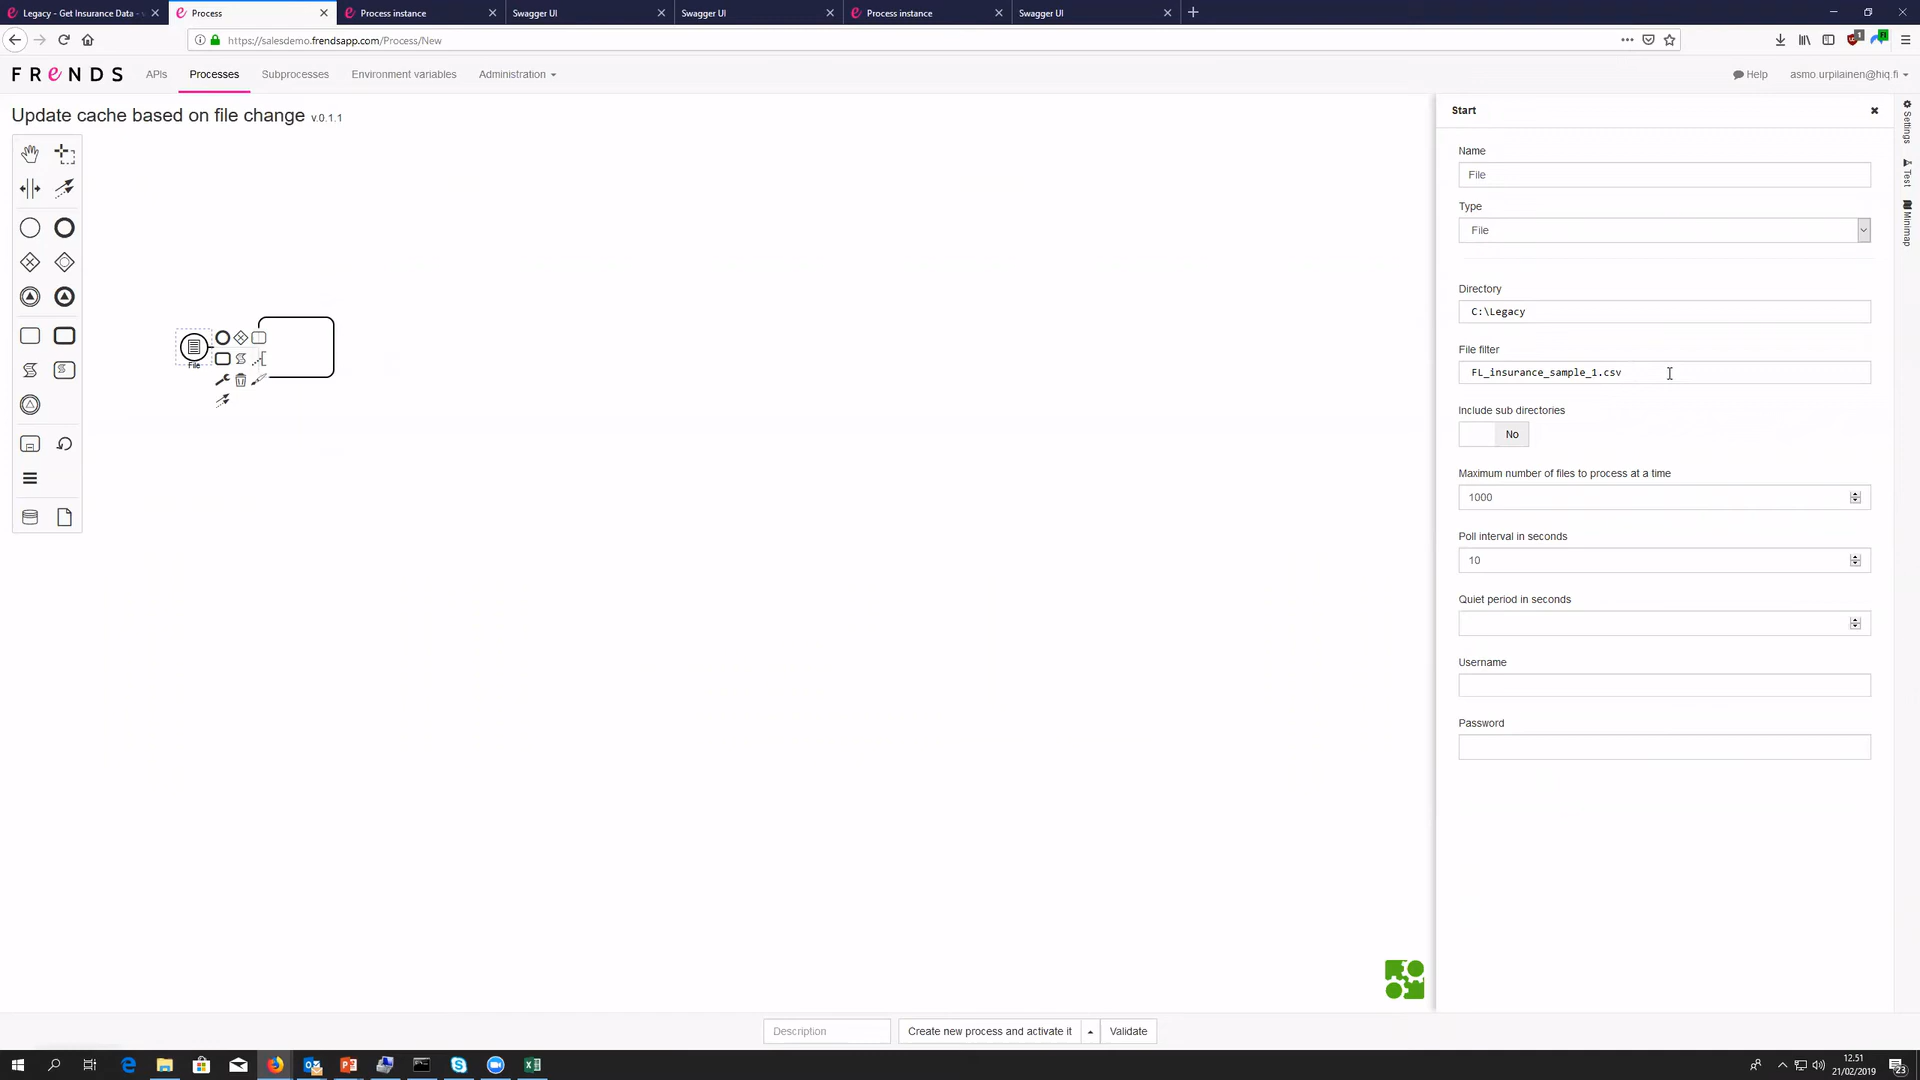 Legacy - Get Insurance Data -
Process
Process instance
Swagger UI
Swagger UI
Process instance
Swagger UI
https://salesdemo.frendsapp.com/Process/New
1
FRENDS
APIs
Processes
Subprocesses
Environment variables
Administration
Help
asmo.urpilainen@hiq.fi
Update cache based on file change v.0.1.1
File
Start
Name
File
Type
File
Directory
C:\Legacy
File filter
FL_insurance_sample_1.csv
Include sub directories
No
Maximum number of files to process at a time
1000
Poll interval in seconds
10
Quiet period in seconds
Username
Password
Settings
Test
Minimap
Description
Create new process and activate it
Validate
12.51
21/02/2019
23